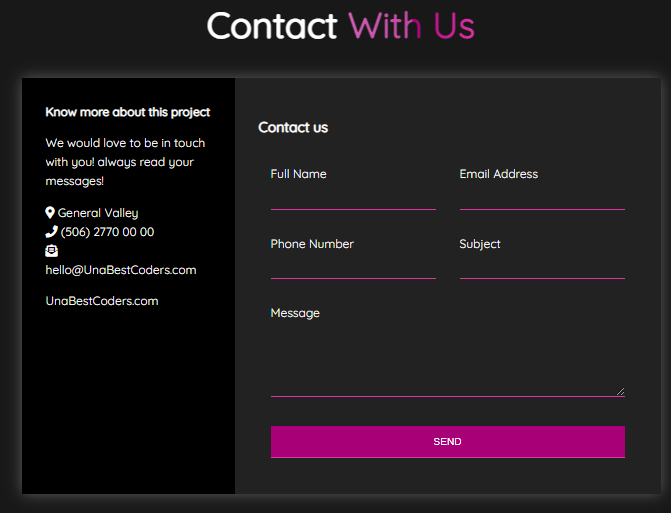 Contact With Us
Know more about this project
We would love to be in touch
with you! always read your
messages!
General Valley
(506) 2770 00 00
hello@UnaBestCoders.com
UnaBestCoders.com
Contact us
Full Name
Email Address
Phone Number
Subject
Message
SEND